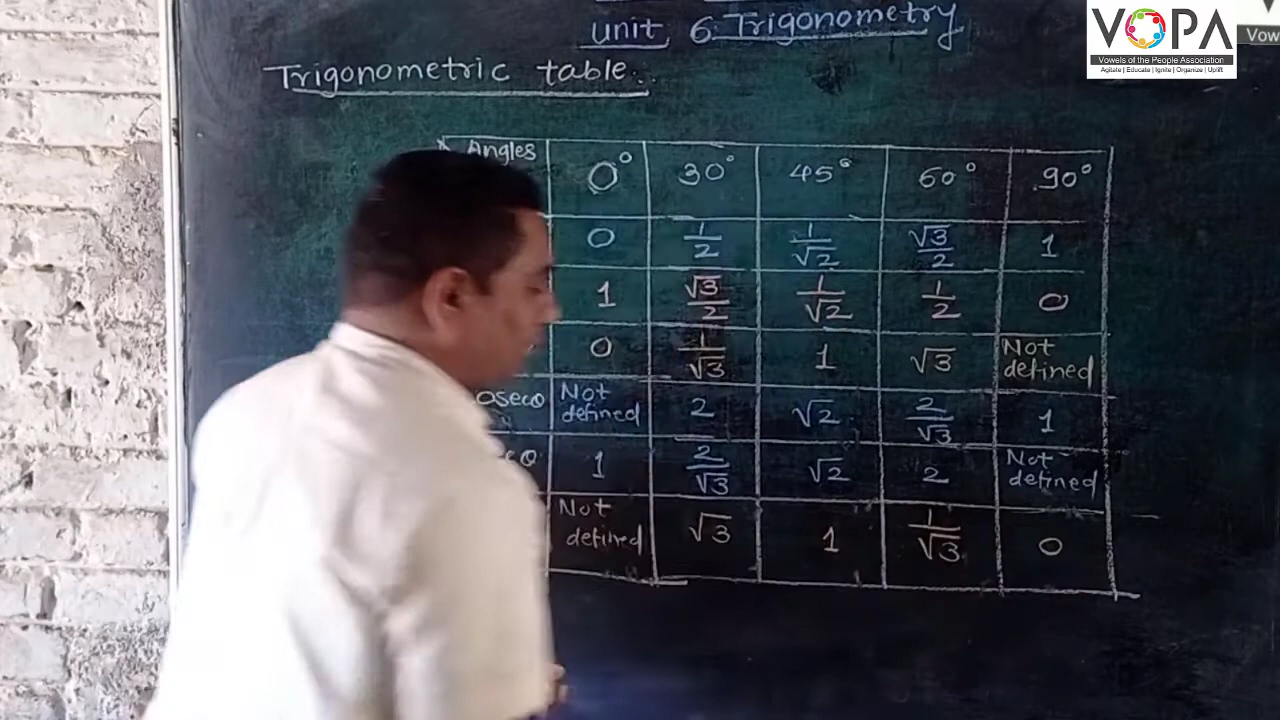 unit 6 Trigonometry
VOPA
Vowels of the People Association
Agitate | Educate | Ignite | Organize | Uplift
Vow
Trigonometric table..
Angles 0° 30° 45° 60° 90°
0 1/2 1/√2 √3/2 1
1 √3/2 1/√2 1/2 0
0 1/√3 1 √3 Not defined
osecθ Not defined 2 √2 2/√3 1
1 2/√3 √2 2 Not defined
Not defined √3 1 1/√3 0